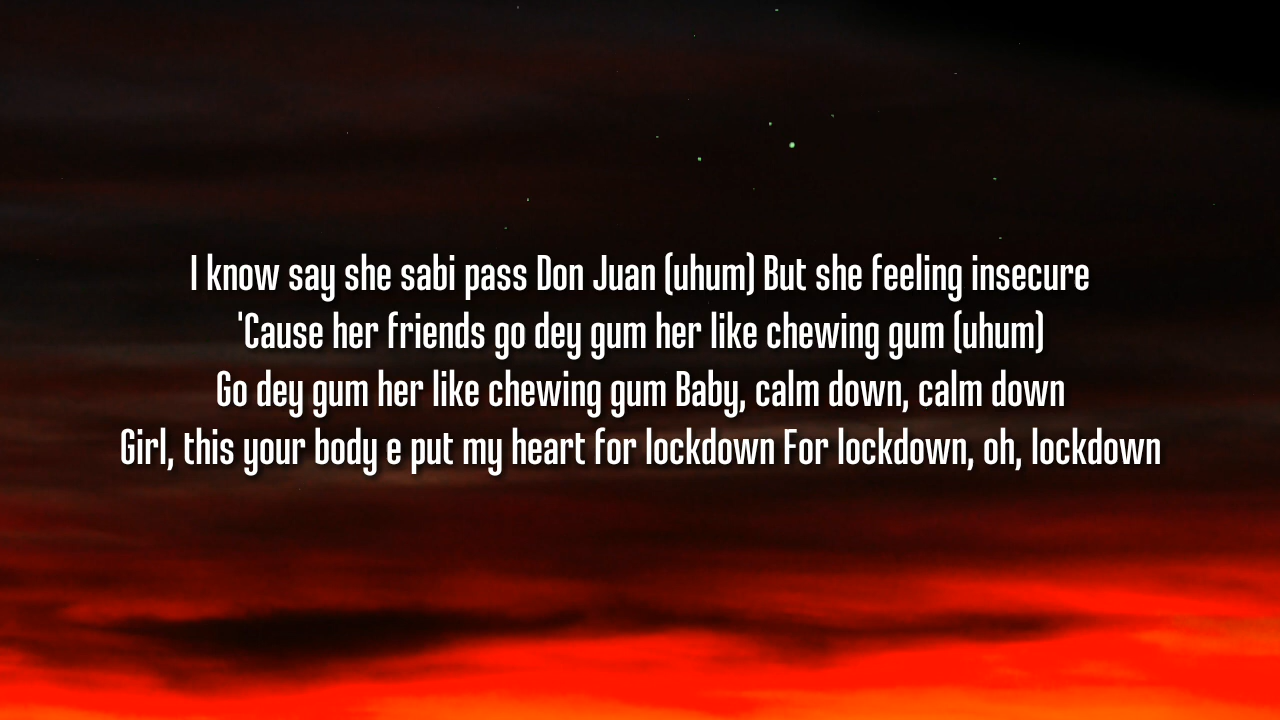 I know say she sabi pass Don Juan (uhum) But she feeling insecure
'Cause her friends go dey gum her like chewing gum (uhum)
Go dey gum her like chewing gum Baby, calm down, calm down
Girl, this your body e put my heart for lockdown For lockdown, oh, lockdown